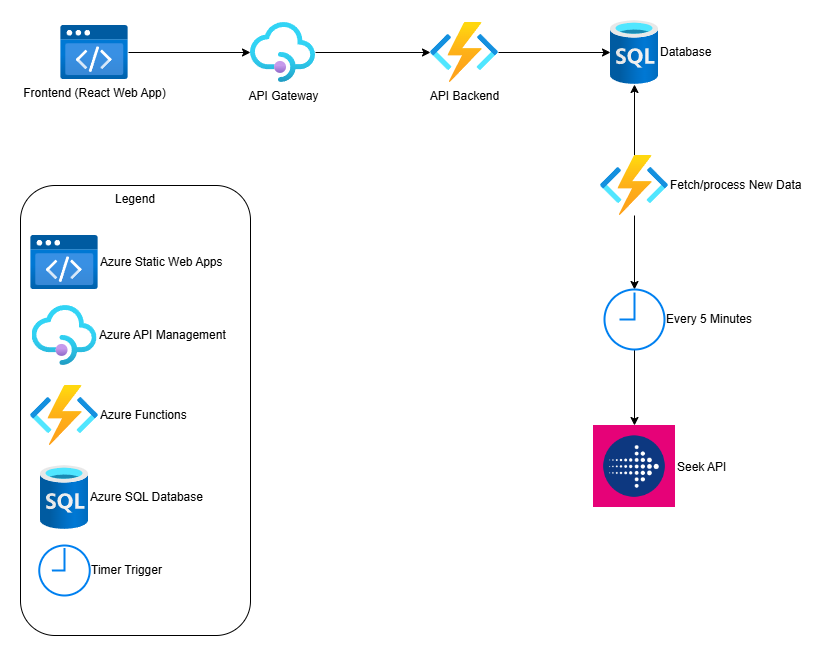 Frontend (React Web App)
API Gateway
API Backend
SQL
Database
Fetch/process New Data
Every 5 Minutes
Seek API
Legend
Azure Static Web Apps
Azure API Management
Azure Functions
SQL
Azure SQL Database
Timer Trigger